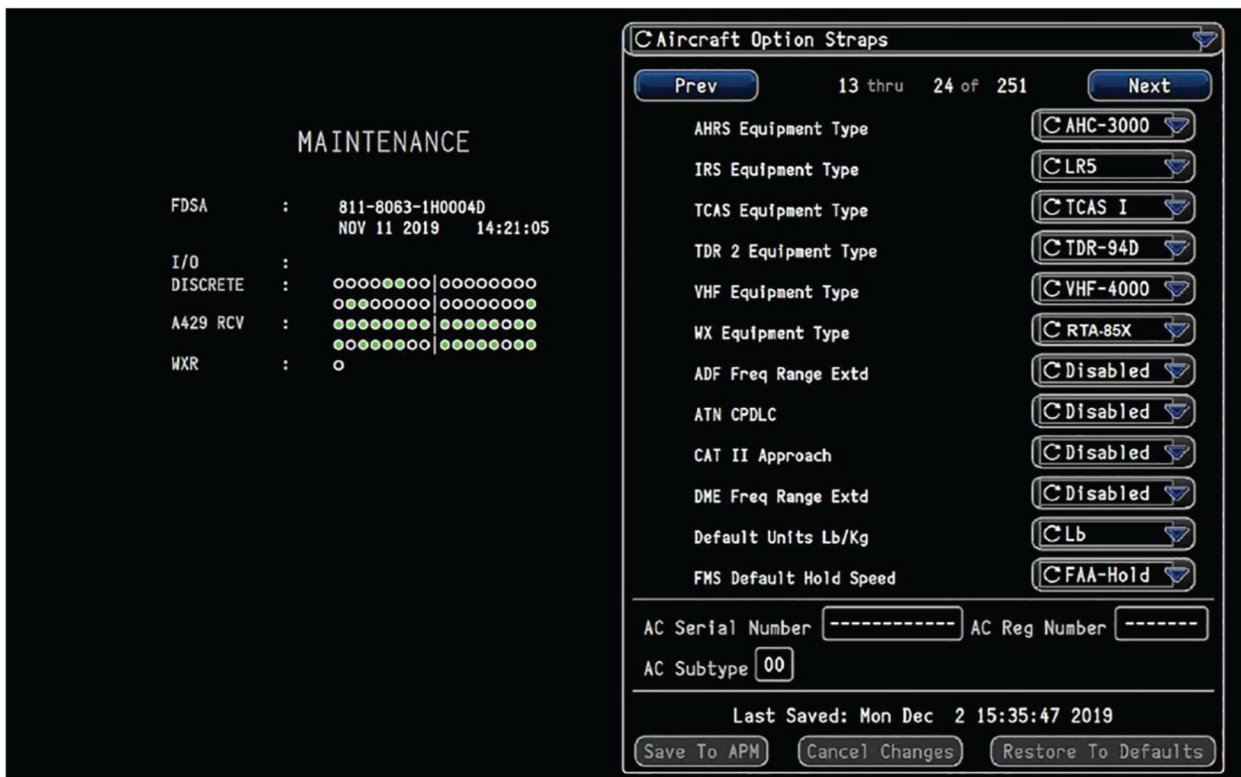 MAINTENANCE
FDSA : 811-8063-1H0004D
NOV 11 2019 14:21:05
I/O :
DISCRETE :
A429 RCV :
WXR :
Aircraft Option Straps
Prev 13 thru 24 of 251 Next
AHRS Equipment Type AHC-3000
IRS Equipment Type LR5
TCAS Equipment Type TCAS I
TDR 2 Equipment Type TDR-94D
VHF Equipment Type VHF-4000
WX Equipment Type RTA-85X
ADF Freq Range Extd Disabled
ATN CPDLC Disabled
CAT II Approach Disabled
DME Freq Range Extd Disabled
Default Units Lb/Kg Lb
FMS Default Hold Speed FAA-Hold
AC Serial Number ------------ AC Reg Number -------
AC Subtype 00
Last Saved: Mon Dec 2 15:35:47 2019
Save To APM Cancel Changes Restore To Defaults